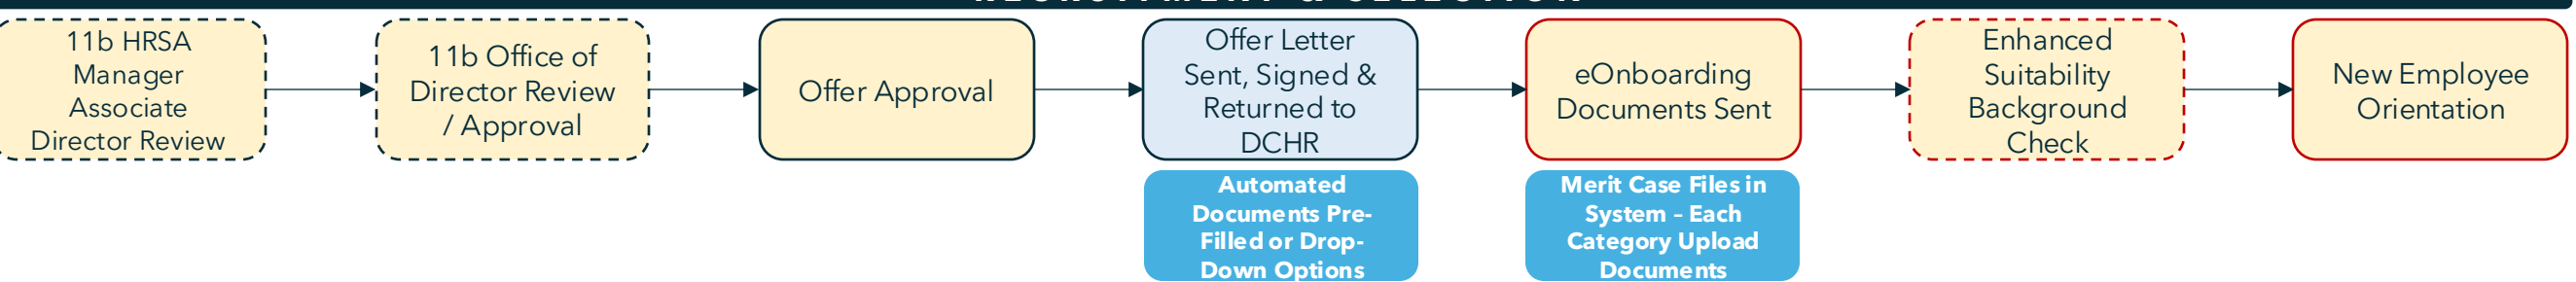 11b HRSA
Manager
Associate
Director Review
11b Office of
Director Review
/ Approval
Offer Approval
Offer Letter
Sent, Signed &
Returned to
DCHR
eOnboarding
Documents Sent
Enhanced
Suitability
Background
Check
New Employee
Orientation
Automated
Documents Pre-
Filled or Drop-
Down Options
Merit Case Files in
System – Each
Category Upload
Documents